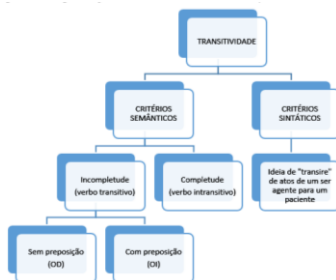 TRANSITIVIDADE
CRITÉRIOS
SEMÂNTICOS
CRITÉRIOS
SINTÁTICOS
Incompletude
(verbo transitivo)
Completude
(verbo intransitivo)
Ideia de "transire"
de atos de um ser
agente para um
paciente
Sem preposição
(OD)
Com preposição
(OI)